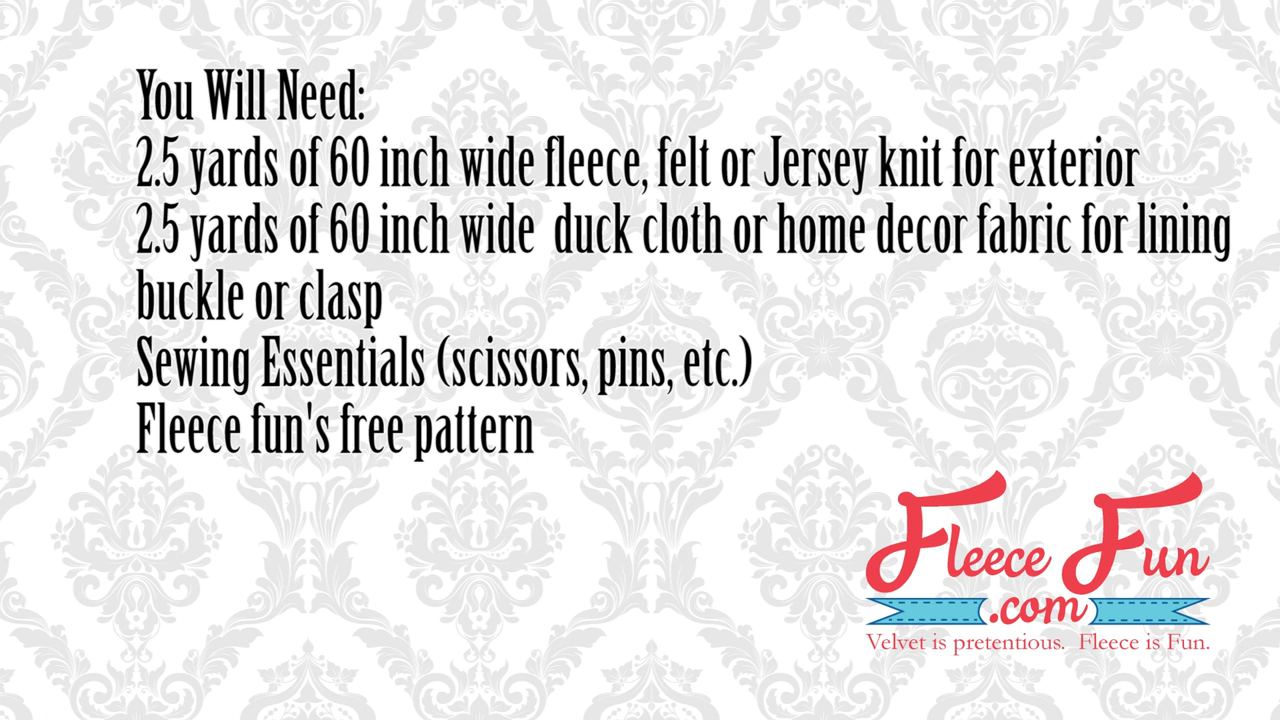 You Will Need:
2.5 yards of 60 inch wide fleece, felt or Jersey knit for exterior
2.5 yards of 60 inch wide  duck cloth or home decor fabric for lining
buckle or clasp
Sewing Essentials (scissors, pins, etc.)
Fleece fun's free pattern
Fleece Fun
.com
Velvet is pretentious.  Fleece is Fun.